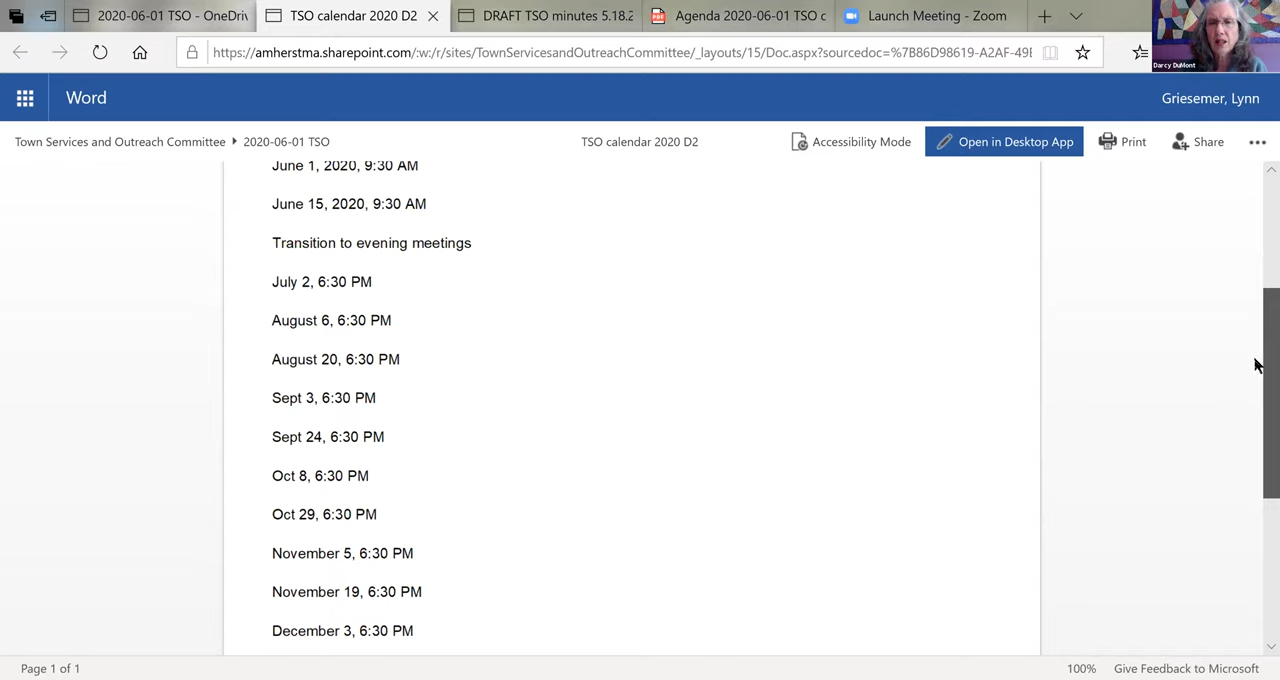 2020-06-01 TSO - OneDriv
TSO calendar 2020 D2
DRAFT TSO minutes 5.18.2
Agenda 2020-06-01 TSO c
Launch Meeting - Zoom
https://amherstma.sharepoint.com/:w:/r/sites/TownServicesandOutreachCommittee/_layouts/15/Doc.aspx?sourcedoc=%7B86D98619-A2AF-49E
Darcy DuMont
Word
Griesemer, Lynn
Town Services and Outreach Committee 2020-06-01 TSO
TSO calendar 2020 D2
Accessibility Mode
Open in Desktop App
Print
Share
June 1, 2020, 9:30 AM
June 15, 2020, 9:30 AM
Transition to evening meetings
July 2, 6:30 PM
August 6, 6:30 PM
August 20, 6:30 PM
Sept 3, 6:30 PM
Sept 24, 6:30 PM
Oct 8, 6:30 PM
Oct 29, 6:30 PM
November 5, 6:30 PM
November 19, 6:30 PM
December 3, 6:30 PM
Page 1 of 1
100%
Give Feedback to Microsoft